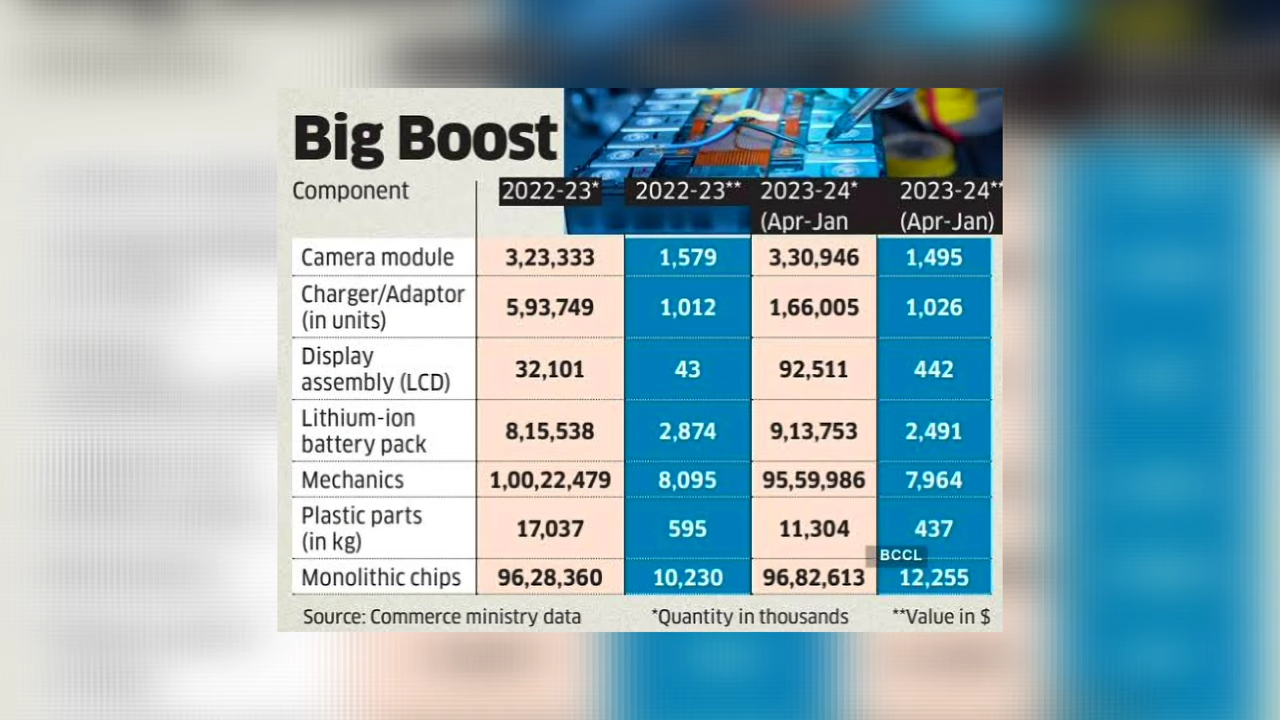 Big Boost
Component 2022-23* 2022-23** 2023-24* 2023-24**
(Apr-Jan (Apr-Jan)
Camera module 3,23,333 1,579 3,30,946 1,495
Charger/Adaptor
(in units) 5,93,749 1,012 1,66,005 1,026
Display
assembly (LCD) 32,101 43 92,511 442
Lithium-ion
battery pack 8,15,538 2,874 9,13,753 2,491
Mechanics 1,00,22,479 8,095 95,59,986 7,964
Plastic parts
(in kg) 17,037 595 11,304 437
BCCL
Monolithic chips 96,28,360 10,230 96,82,613 12,255
Source: Commerce ministry data *Quantity in thousands **Value in $